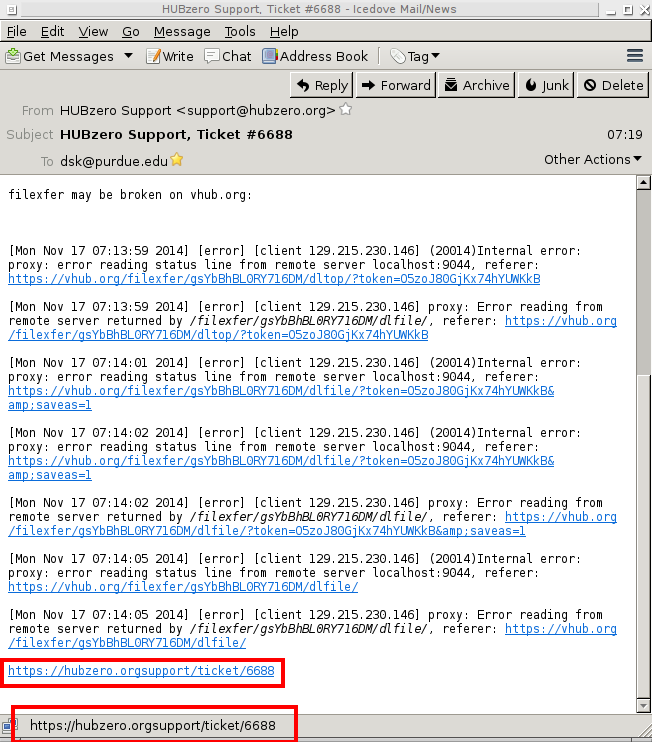 HUBzero Support, Ticket #6688 - Icedove Mail/News
File Edit View Go Message Tools Help
Get Messages Write Chat Address Book Tag
Reply Forward Archive Junk Delete
From HUBzero Support <support@hubzero.org>
Subject HUBzero Support, Ticket #6688 07:19
To dsk@purdue.edu Other Actions
filexfer may be broken on vhub.org:
[Mon Nov 17 07:13:59 2014] [error] [client 129.215.230.146] (20014)Internal error:
proxy: error reading status line from remote server localhost:9044, referer:
https://vhub.org/filexfer/gsYbBhBL0RY716DM/dltop/?token=O5zoJ80GjKx74hYUWKkB
[Mon Nov 17 07:13:59 2014] [error] [client 129.215.230.146] proxy: Error reading from
remote server returned by /filexfer/gsYbBhBL0RY716DM/dlfile/, referer: https://vhub.org
/filexfer/gsYbBhBL0RY716DM/dltop/?token=O5zoJ80GjKx74hYUWKkB
[Mon Nov 17 07:14:01 2014] [error] [client 129.215.230.146] (20014)Internal error:
proxy: error reading status line from remote server localhost:9044, referer:
https://vhub.org/filexfer/gsYbBhBL0RY716DM/dlfile/?token=O5zoJ80GjKx74hYUWKkB&
amp;saveas=1
[Mon Nov 17 07:14:02 2014] [error] [client 129.215.230.146] (20014)Internal error:
proxy: error reading status line from remote server localhost:9044, referer:
https://vhub.org/filexfer/gsYbBhBL0RY716DM/dlfile/?token=O5zoJ80GjKx74hYUWKkB&
amp;saveas=1
[Mon Nov 17 07:14:02 2014] [error] [client 129.215.230.146] proxy: Error reading from
remote server returned by /filexfer/gsYbBhBL0RY716DM/dlfile/, referer: https://vhub.org
/filexfer/gsYbBhBL0RY716DM/dlfile/?token=O5zoJ80GjKx74hYUWKkB&amp;saveas=1
[Mon Nov 17 07:14:05 2014] [error] [client 129.215.230.146] (20014)Internal error:
proxy: error reading status line from remote server localhost:9044, referer:
https://vhub.org/filexfer/gsYbBhBL0RY716DM/dlfile/
[Mon Nov 17 07:14:05 2014] [error] [client 129.215.230.146] proxy: Error reading from
remote server returned by /filexfer/gsYbBhBL0RY716DM/dlfile/, referer: https://vhub.org
/filexfer/gsYbBhBL0RY716DM/dlfile/
https://hubzero.orgsupport/ticket/6688
https://hubzero.orgsupport/ticket/6688